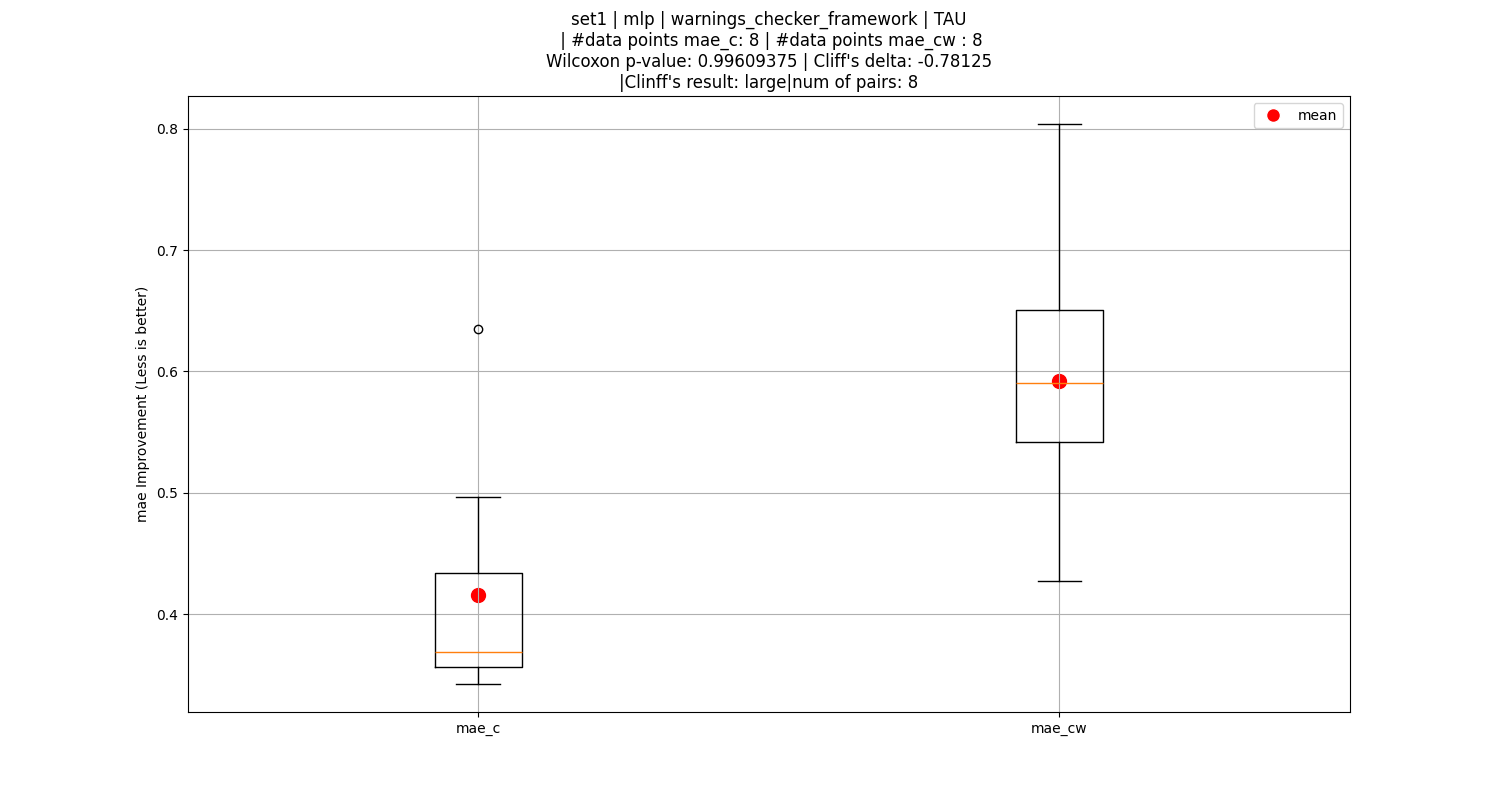 set1 | mlp | warnings_checker_framework | TAU
| #data points mae_c: 8 | #data points mae_cw : 8
Wilcoxon p-value: 0.99609375 | Cliff's delta: -0.78125
|Clinff's result: large|num of pairs: 8
mean
0.8
0.7
0.6
0.5
0.4
mae Improvement (Less is better)
mae_c
mae_cw